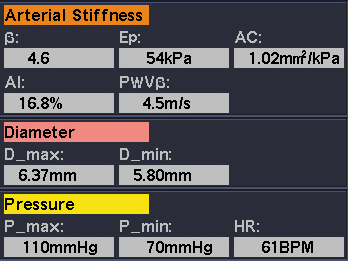 Arterial Stiffness
β: Ep: AC:
4.6 54kPa 1.02mm²/kPa
AI: PWVβ:
16.8% 4.5m/s
Diameter
D_max: D_min:
6.37mm 5.80mm
Pressure
P_max: P_min: HR:
110mmHg 70mmHg 61BPM